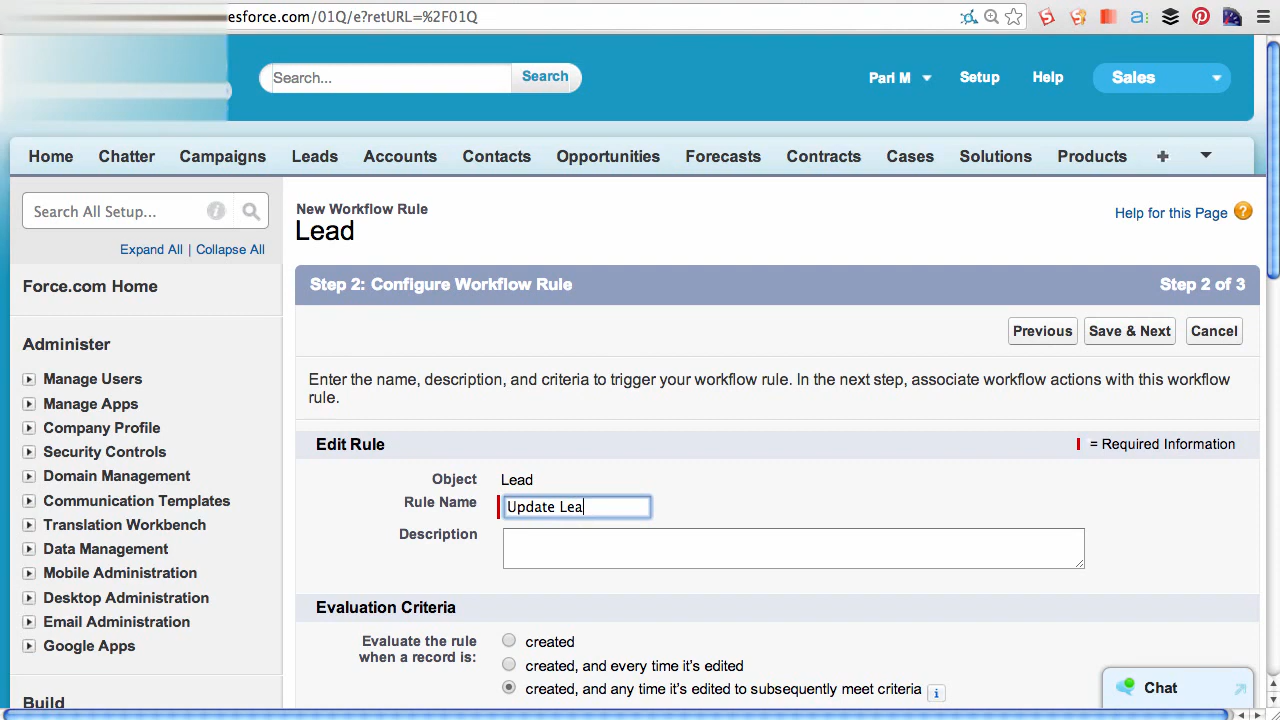 esforce.com/01Q/e?retURL=%2F01Q
Search...
Search
Parl M
Setup
Help
Sales
Home
Chatter
Campaigns
Leads
Accounts
Contacts
Opportunities
Forecasts
Contracts
Cases
Solutions
Products
Search All Setup...
Expand All | Collapse All
Force.com Home
Administer
Manage Users
Manage Apps
Company Profile
Security Controls
Domain Management
Communication Templates
Translation Workbench
Data Management
Mobile Administration
Desktop Administration
Email Administration
Google Apps
Build
New Workflow Rule
Lead
Help for this Page
Step 2: Configure Workflow Rule
Step 2 of 3
Previous
Save & Next
Cancel
Enter the name, description, and criteria to trigger your workflow rule. In the next step, associate workflow actions with this workflow
rule.
Edit Rule
= Required Information
Object
Lead
Rule Name
Update Lea
Description
Evaluation Criteria
Evaluate the rule
when a record is:
created
created, and every time it's edited
created, and any time it's edited to subsequently meet criteria
Chat